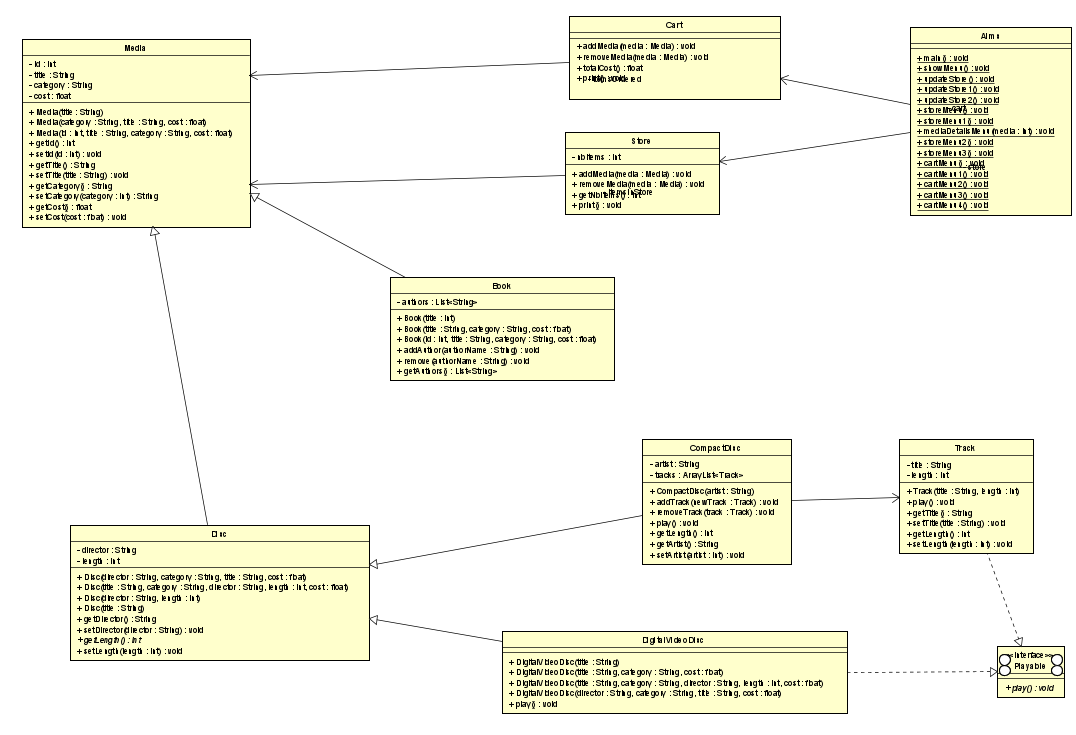 Media
- id : int
- title : String
- category : String
- cost : float
+ Media(title : String)
+ Media(category : String, title : String, cost : float)
+ Media(id : int, title : String, category : String, cost : float)
+ getId() : int
+ setId(id : int) : void
+ getTitle() : String
+ setTitle(title : String) : void
+ getCategory() : String
+ setCategory(category : int) : String
+ getCost() : float
+ setCost(cost : float) : void
Cart
+ addMedia(media : Media) : void
+ removeMedia(media : Media) : void
+ totalCost() : float
Store
- nbItems : int
+ addMedia(media : Media) : void
+ removeMedia(media : Media) : void
+ getNbItems() : int
- itemsInStore
+ print() : void
Aims
+ main() : void
+ showMenu() : void
+ updateStore() : void
+ updateStore1() : void
+ updateStore2() : void
- cart
+ storeMenu() : void
+ storeMenu1() : void
+ mediaDetailsMenu(media : int) : void
+ storeMenu2() : void
+ storeMenu3() : void
+ cartMenu() : void
- store
+ cartMenu1() : void
+ cartMenu2() : void
+ cartMenu3() : void
+ cartMenu4() : void
Book
- authors : List<String>
+ Book(title : int)
+ Book(title : String, category : String, cost : float)
+ Book(id : int, title : String, category : String, cost : float)
+ addAuthor(authorName : String) : void
+ remove(authorName : String) : void
+ getAuthors() : List<String>
CompactDisc
- artist : String
- tracks : ArrayList<Track>
+ CompactDisc(artist : String)
+ addTrack(newTrack : Track) : void
+ removeTrack(track : Track) : void
+ play() : void
+ getLength() : int
+ getArtist() : String
+ setArtist(artist : int) : void
Track
- title : String
- length : int
+ Track(title : String, length : int)
+ play() : void
+ getTitle() : String
+ setTitle(title : String) : void
+ getLength() : int
+ setLength(length : int) : void
Disc
- director : String
- length : int
+ Disc(director : String, category : String, title : String, cost : float)
+ Disc(title : String, category : String, director : String, length : int, cost : float)
+ Disc(director : String, length : int)
+ Disc(title : String)
+ getDirector() : String
+ setDirector(director : String) : void
+ getLength() : int
+ setLength(length : int) : void
DigitalVideoDisc
+ DigitalVideoDisc(title : String)
+ DigitalVideoDisc(title : String, category : String, cost : float)
+ DigitalVideoDisc(title : String, category : String, director : String, length : int, cost : float)
+ DigitalVideoDisc(director : String, category : String, title : String, cost : float)
+ play() : void
<<interface>>
Playable
+ play() : void